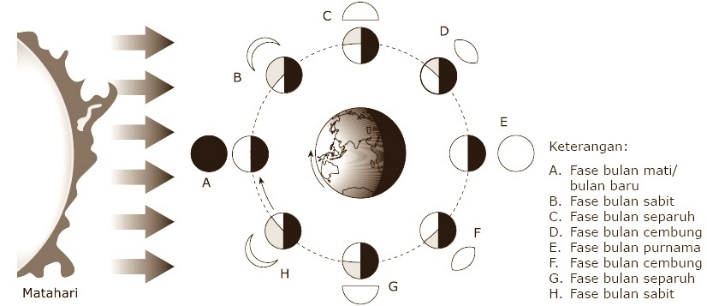 C
D
B
E
A
F
H
G
Matahari
Keterangan:
A. Fase bulan mati/
bulan baru
B. Fase bulan sabit
C. Fase bulan separuh
D. Fase bulan cembung
E. Fase bulan purnama
F. Fase bulan cembung
G. Fase bulan separuh
H. Fase bulan sabit